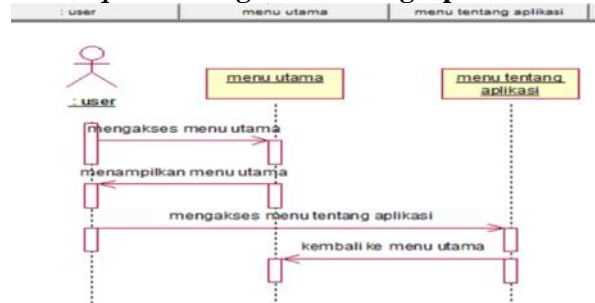 : user menu utama menu tentang aplikasi
menu utama
menu tentang
aplikasi
: user
mengakses menu utama
menampilkan menu utama
mengakses menu tentang aplikasi
kembali ke menu utama